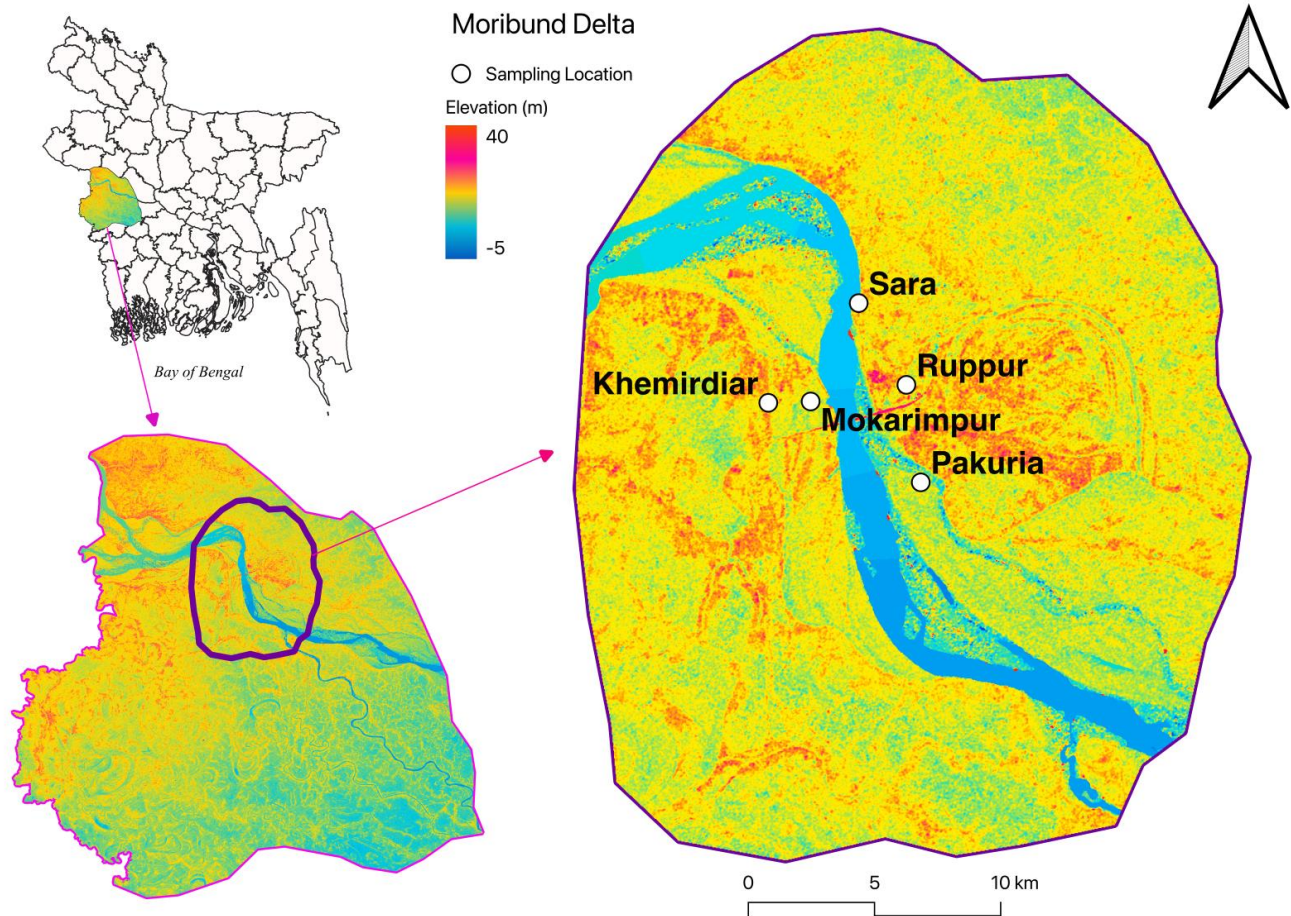 Moribund Delta
Sampling Location
Elevation (m)
40
-5
Bay of Bengal
Sara
Ruppur
Khemirdiar
Mokarimpur
Pakuria
0 5 10 km